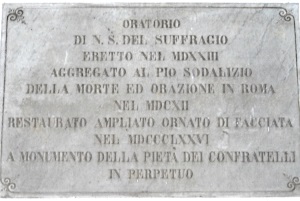 ORATORIO
DI N. S. DEL SUFFRAGIO
ERETTO NEL MDXXIII
AGGREGATO AL PIO SODALIZIO
DELLA MORTE ED ORAZIONE IN ROMA
NEL MDCXII
RESTAURATO AMPLIATO ORNATO DI FACCIATA
NEL MDCCCLXXVI
A MONUMENTO DELLA PIETÀ DEI CONFRATELLI
IN PERPETUO